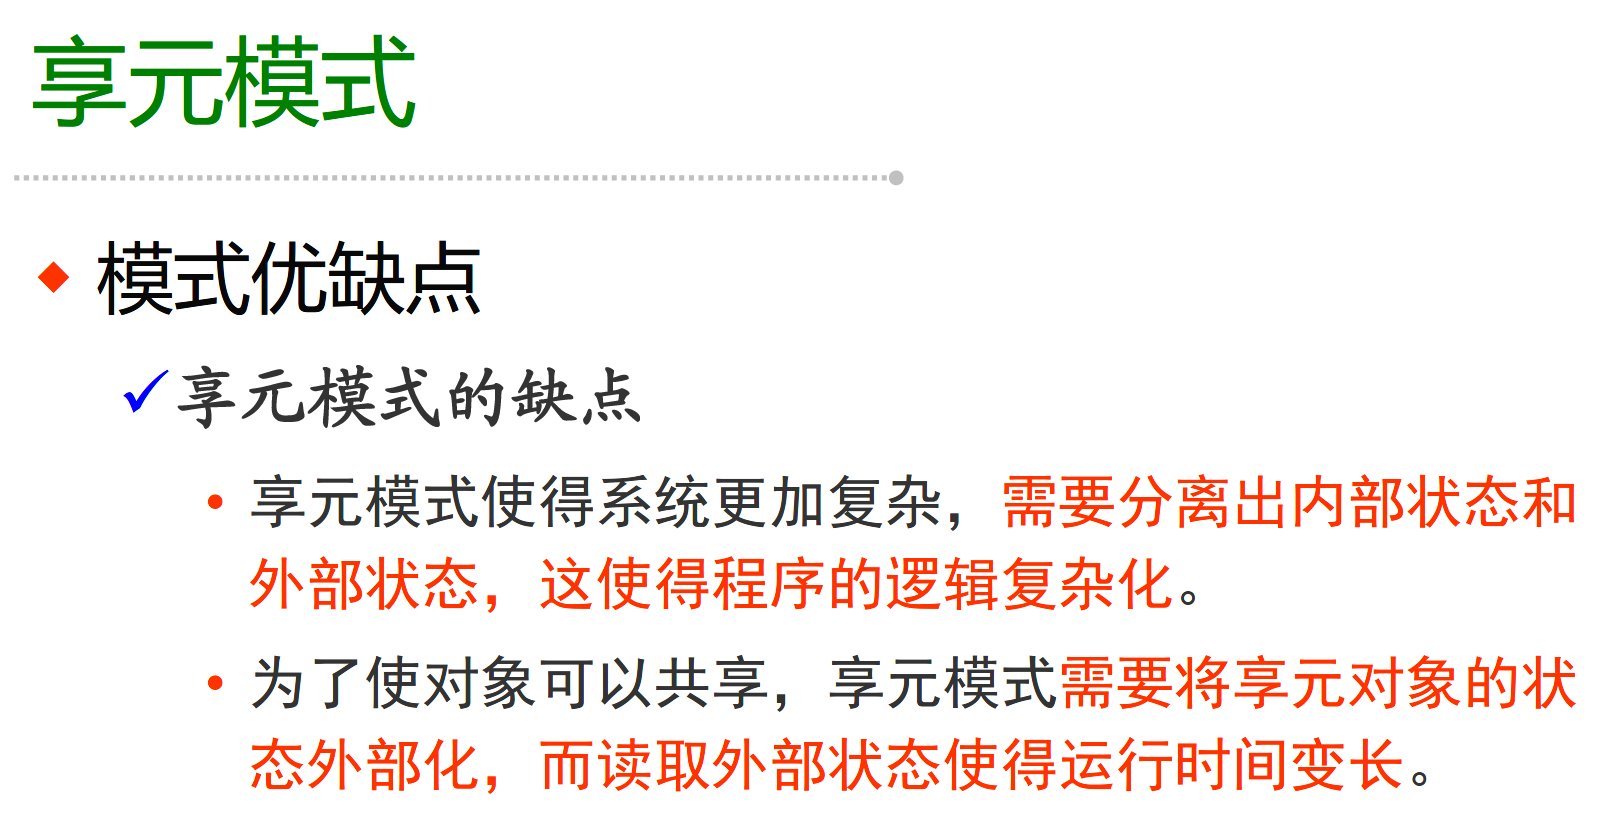 享元模式
模式优缺点
享元模式的缺点
享元模式使得系统更加复杂，需要分离出内部状态和
外部状态，这使得程序的逻辑复杂化。
为了使对象可以共享，享元模式需要将享元对象的状
态外部化，而读取外部状态使得运行时间变长。